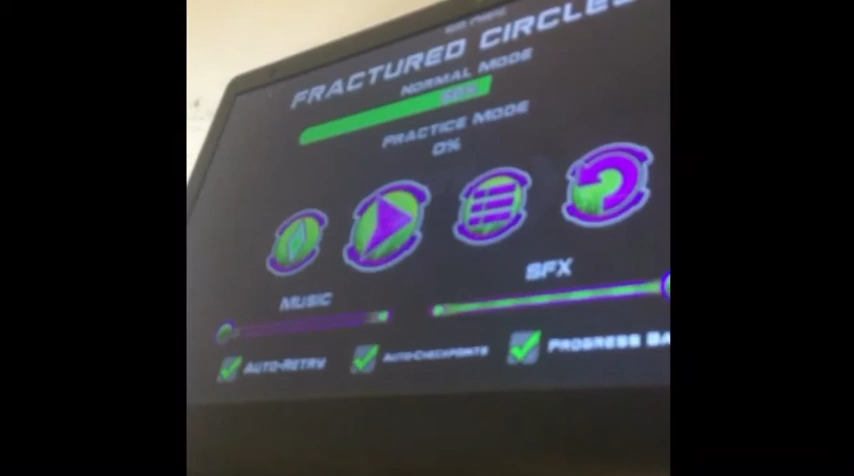 FRACTURED CIRCLES
NORMAL MODE
PRACTICE MODE
0%
MUSIC
SFX
AUTO-RETRY
AUTO-CHECKPOINTS
PROGRESS BA